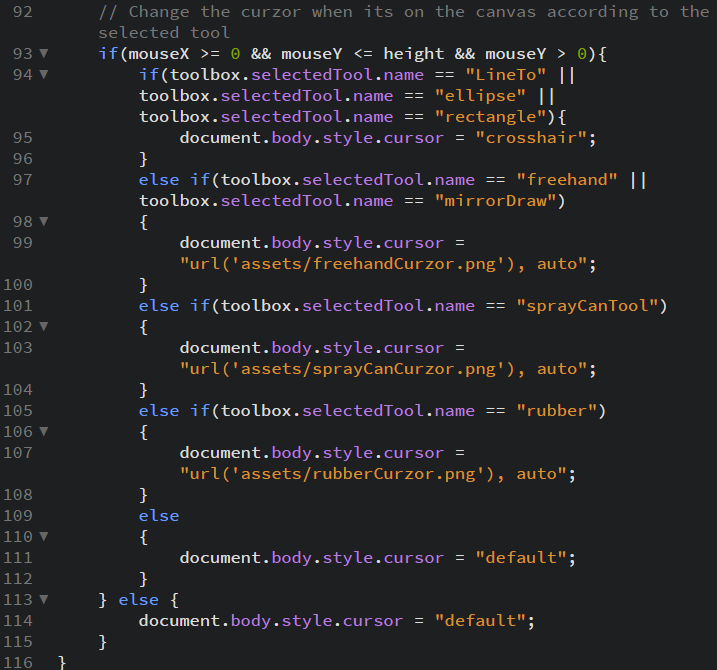 92 // Change the curzor when its on the canvas according to the
selected tool
93 ▼ if(mouseX >= 0 && mouseY <= height && mouseY > 0){
94 ▼ if(toolbox.selectedTool.name == "LineTo" ||
toolbox.selectedTool.name == "ellipse" ||
toolbox.selectedTool.name == "rectangle"){
95 document.body.style.cursor = "crosshair";
96 }
97 else if(toolbox.selectedTool.name == "freehand" ||
toolbox.selectedTool.name == "mirrorDraw")
98 ▼ {
99 document.body.style.cursor =
"url('assets/freehandCurzor.png'), auto";
100 }
101 else if(toolbox.selectedTool.name == "sprayCanTool")
102 ▼ {
103 document.body.style.cursor =
"url('assets/sprayCanCurzor.png'), auto";
104 }
105 else if(toolbox.selectedTool.name == "rubber")
106 ▼ {
107 document.body.style.cursor =
"url('assets/rubberCurzor.png'), auto";
108 }
109 else
110 ▼ {
111 document.body.style.cursor = "default";
112 }
113 ▼ } else {
114 document.body.style.cursor = "default";
115 }
116 }